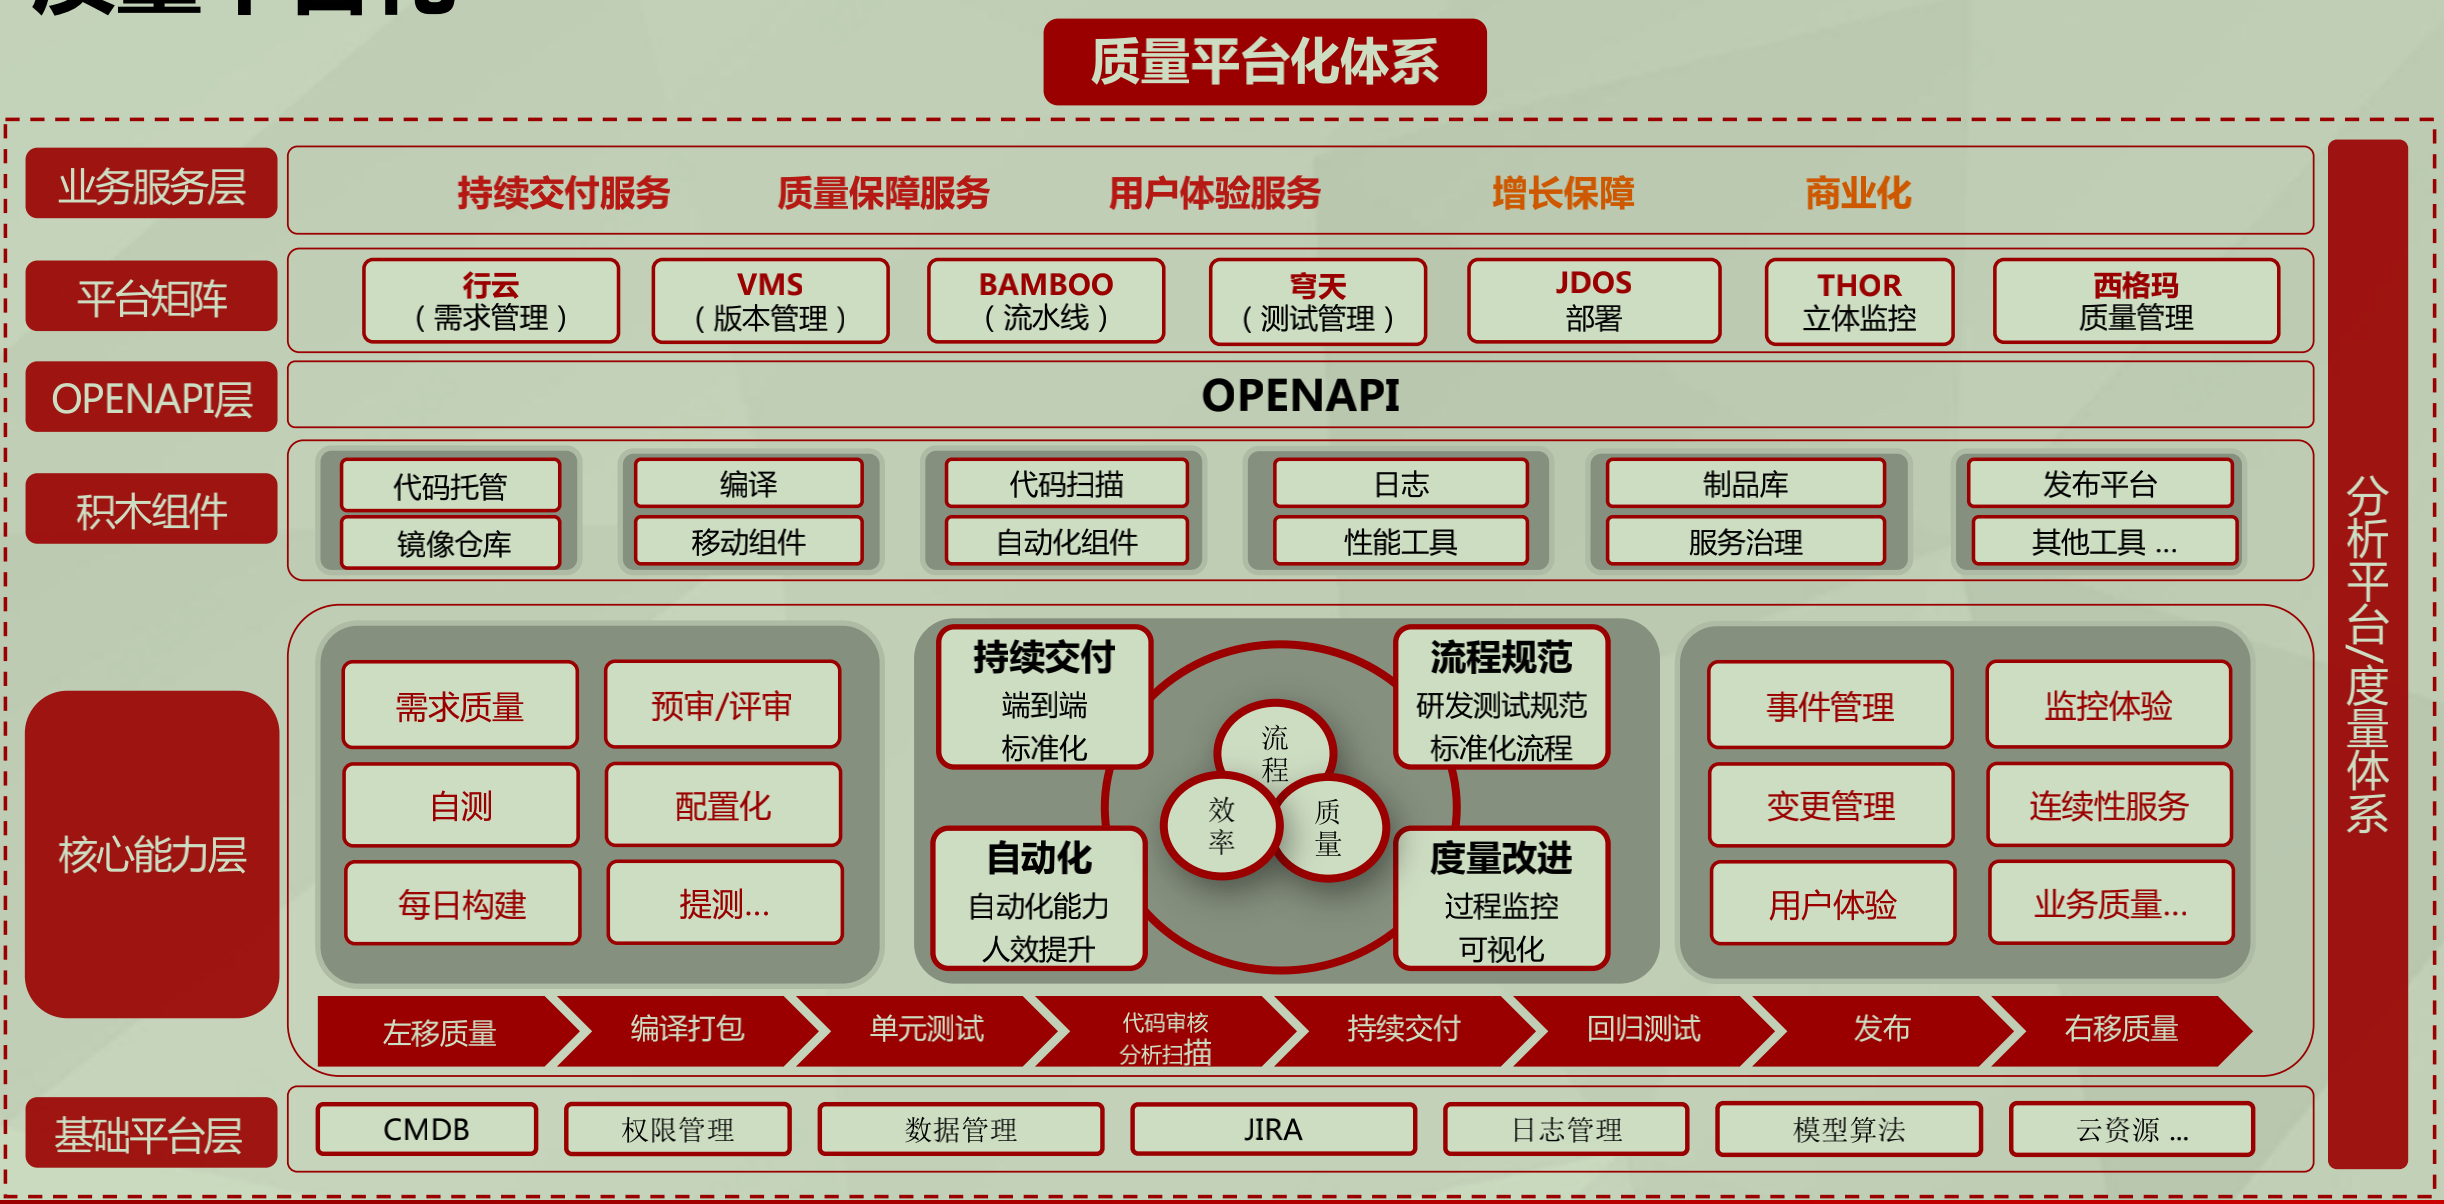 质量平台化
质量平台化体系
业务服务层
持续交付服务 质量保障服务 用户体验服务 增长保障 商业化
平台矩阵
行云
（需求管理）
VMS
（版本管理）
BAMBOO
（流水线）
穹天
（测试管理）
JDOS
部署
THOR
立体监控
西格玛
质量管理
OPENAPI层
OPENAPI
积木组件
代码托管
镜像仓库
编译
移动组件
代码扫描
自动化组件
日志
性能工具
制品库
服务治理
发布平台
其他工具 ...
核心能力层
需求质量
预审/评审
自测
配置化
每日构建
提测...
持续交付
端到端
标准化
流程规范
研发测试规范
标准化流程
流
程
效
率
质
量
自动化
自动化能力
人效提升
度量改进
过程监控
可视化
事件管理
监控体验
变更管理
连续性服务
用户体验
业务质量...
左移质量
编译打包
单元测试
代码审核
分析扫描
持续交付
回归测试
发布
右移质量
基础平台层
CMDB
权限管理
数据管理
JIRA
日志管理
模型算法
云资源 ...
分析平台/度量体系